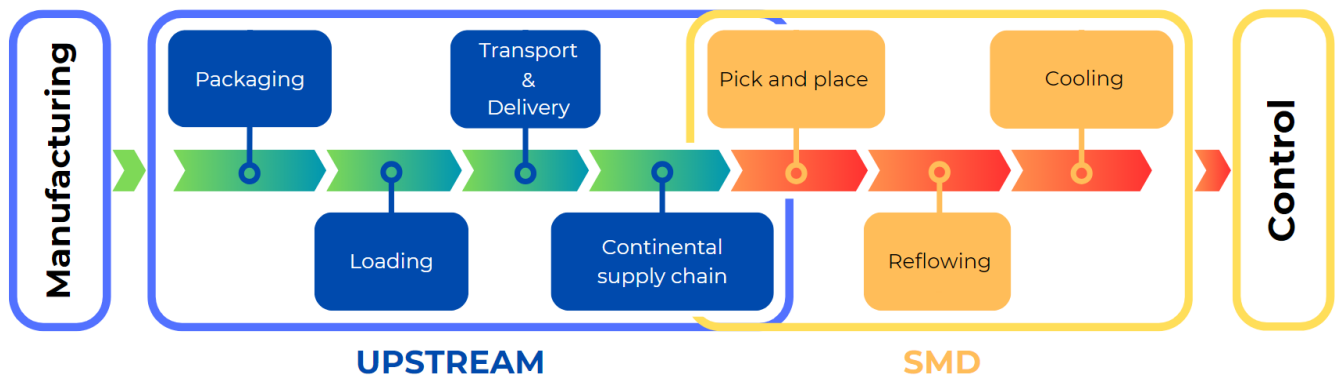 Manufacturing
Packaging
Loading
Transport
&
Delivery
Continental
supply chain
Pick and place
Reflowing
Cooling
Control
UPSTREAM
SMD